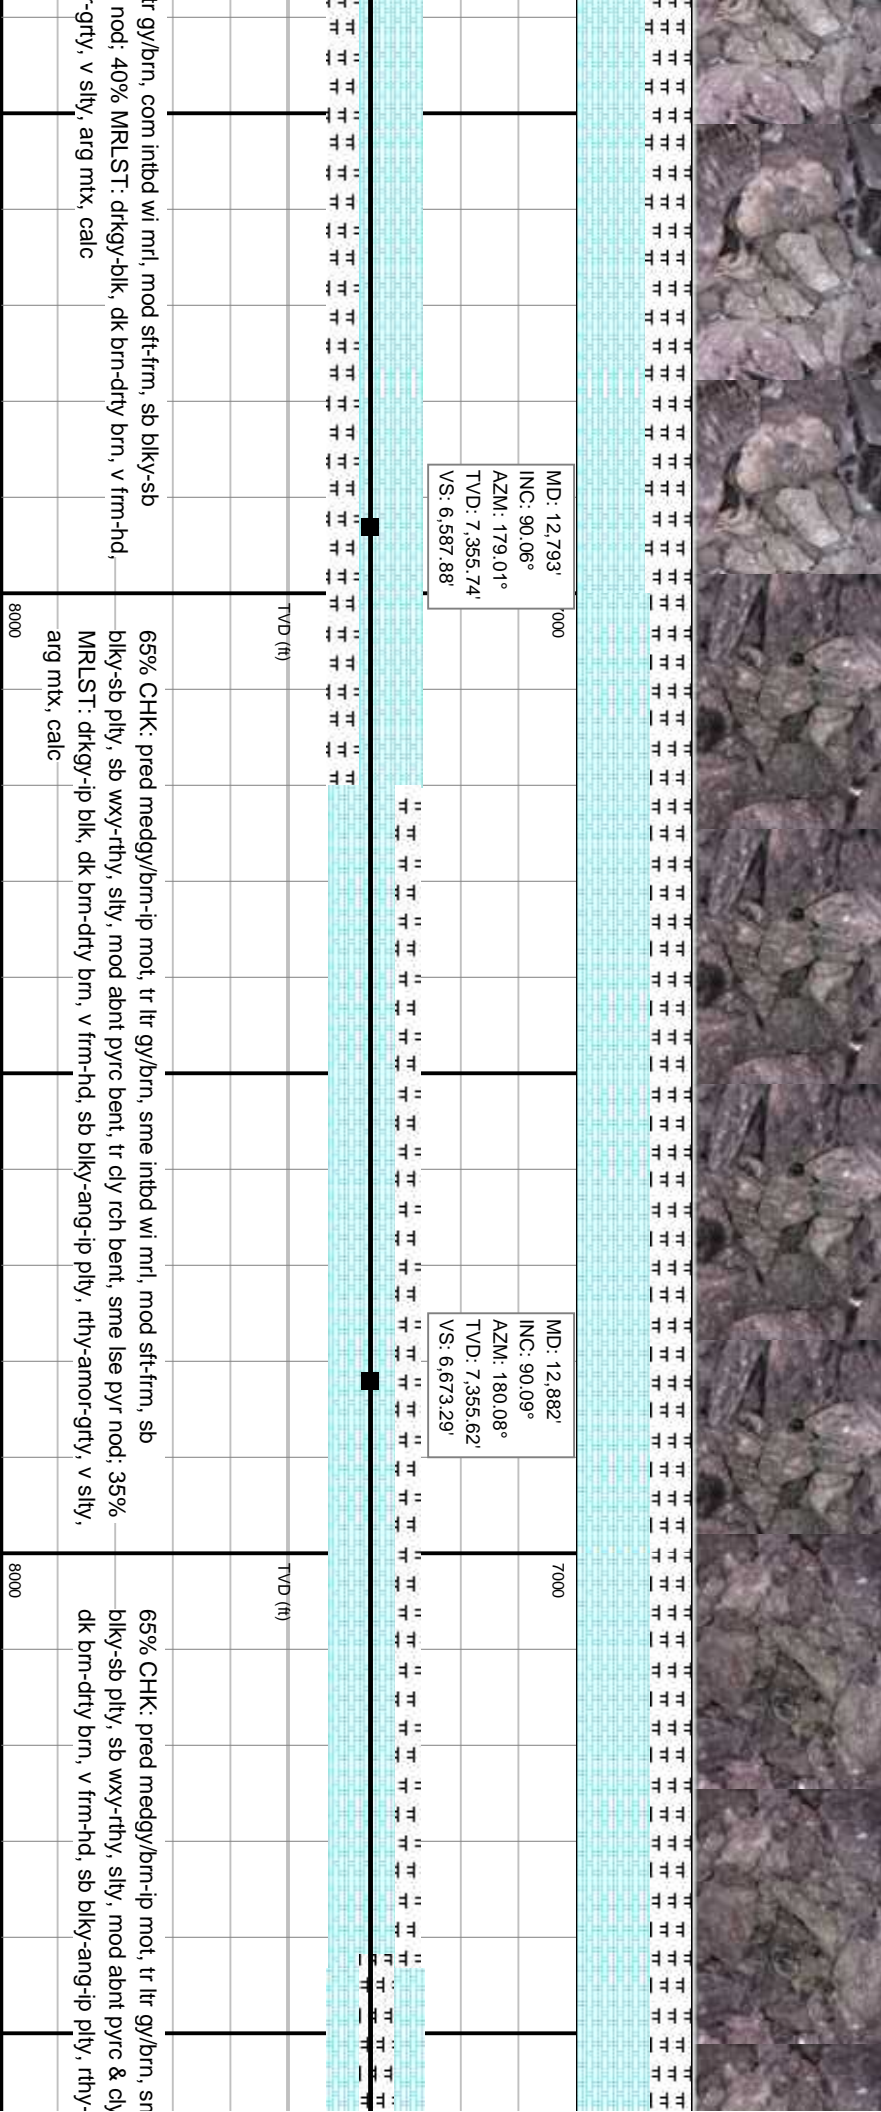 tr gy/brn, com intbd wi mrl, mod sft-frm, sb blky-sb
nod; 40% MRLST: drkgy-blk, dk brn-drty brn, v frm-hd,
r-grty, v slty, arg mtx, calc
MD: 12,793'
INC: 90.06°
AZM: 179.01°
TVD: 7,355.74'
VS: 6,587.88'
7000
TVD (ft)
8000
65% CHK: pred medgy/brn-ip mot, tr ltr gy/brn, sme intbd wi mrl, mod sft-frm, sb
blky-sb plty, sb wxy-rthy, slty, mod abnt pyrc bent, tr cly rch bent, sme lse pyr nod; 35%
MRLST: drkgy-ip blk, dk brn-drty brn, v frm-hd, sb blky-ang-ip plty, rthy-amor-grty, v slty,
arg mtx, calc
MD: 12,882'
INC: 90.09°
AZM: 180.08°
TVD: 7,355.62'
VS: 6,673.29'
7000
TVD (ft)
8000
65% CHK: pred medgy/brn-ip mot, tr ltr gy/brn, sm
blky-sb plty, sb wxy-rthy, slty, mod abnt pyrc & cly
dk brn-drty brn, v frm-hd, sb blky-ang-ip plty, rthy-